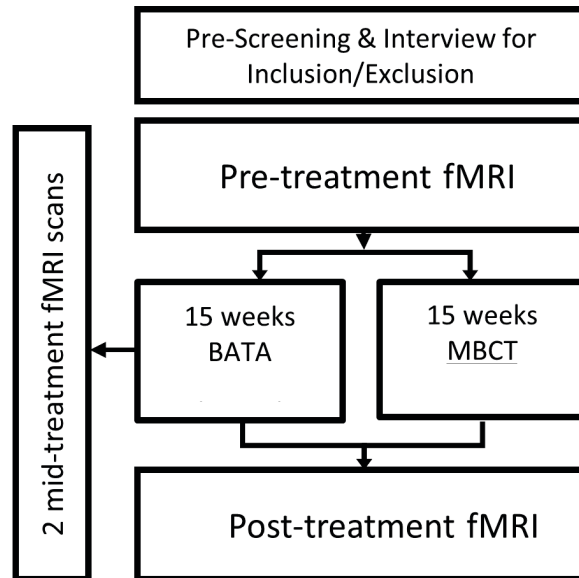 Pre-Screening & Interview for
Inclusion/Exclusion
Pre-treatment fMRI
2 mid-treatment fMRI scans
15 weeks
BATA
15 weeks
MBCT
Post-treatment fMRI